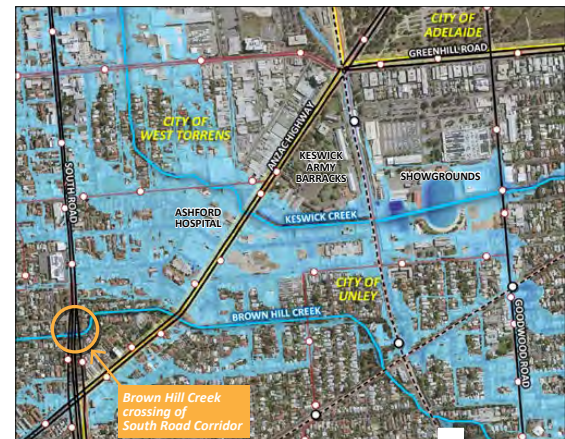 CITY OF
ADELAIDE
GREENHILL ROAD
CITY OF
WEST TORRENS
ANZAC HIGHWAY
KESWICK
ARMY
BARRACKS
SHOWGROUNDS
SOUTH ROAD
ASHFORD
HOSPITAL
KESWICK CREEK
CITY OF
UNLEY
BROWN HILL CREEK
GOODWOOD ROAD
Brown Hill Creek
crossing of
South Road Corridor